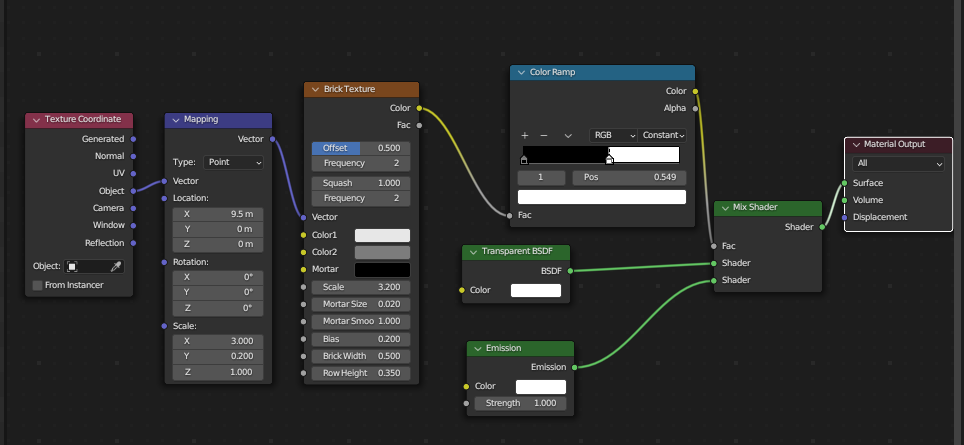 Texture Coordinate
Generated
Normal
UV
Object
Camera
Window
Reflection
Object:
From Instancer
Mapping
Vector
Type: Point
Vector
Location:
X 9.5 m
Y 0 m
Z 0 m
Rotation:
X 0°
Y 0°
Z 0°
Scale:
X 3.000
Y 0.200
Z 1.000
Brick Texture
Color
Fac
Offset 0.500
Frequency 2
Squash 1.000
Frequency 2
Vector
Color1
Color2
Mortar
Scale 3.200
Mortar Size 0.020
Mortar Smoo 1.000
Bias 0.200
Brick Width 0.500
Row Height 0.350
Color Ramp
Color
Alpha
+ − RGB Constant
1 Pos 0.549
Fac
Transparent BSDF
BSDF
Color
Emission
Emission
Color
Strength 1.000
Mix Shader
Shader
Fac
Shader
Shader
Material Output
All
Surface
Volume
Displacement